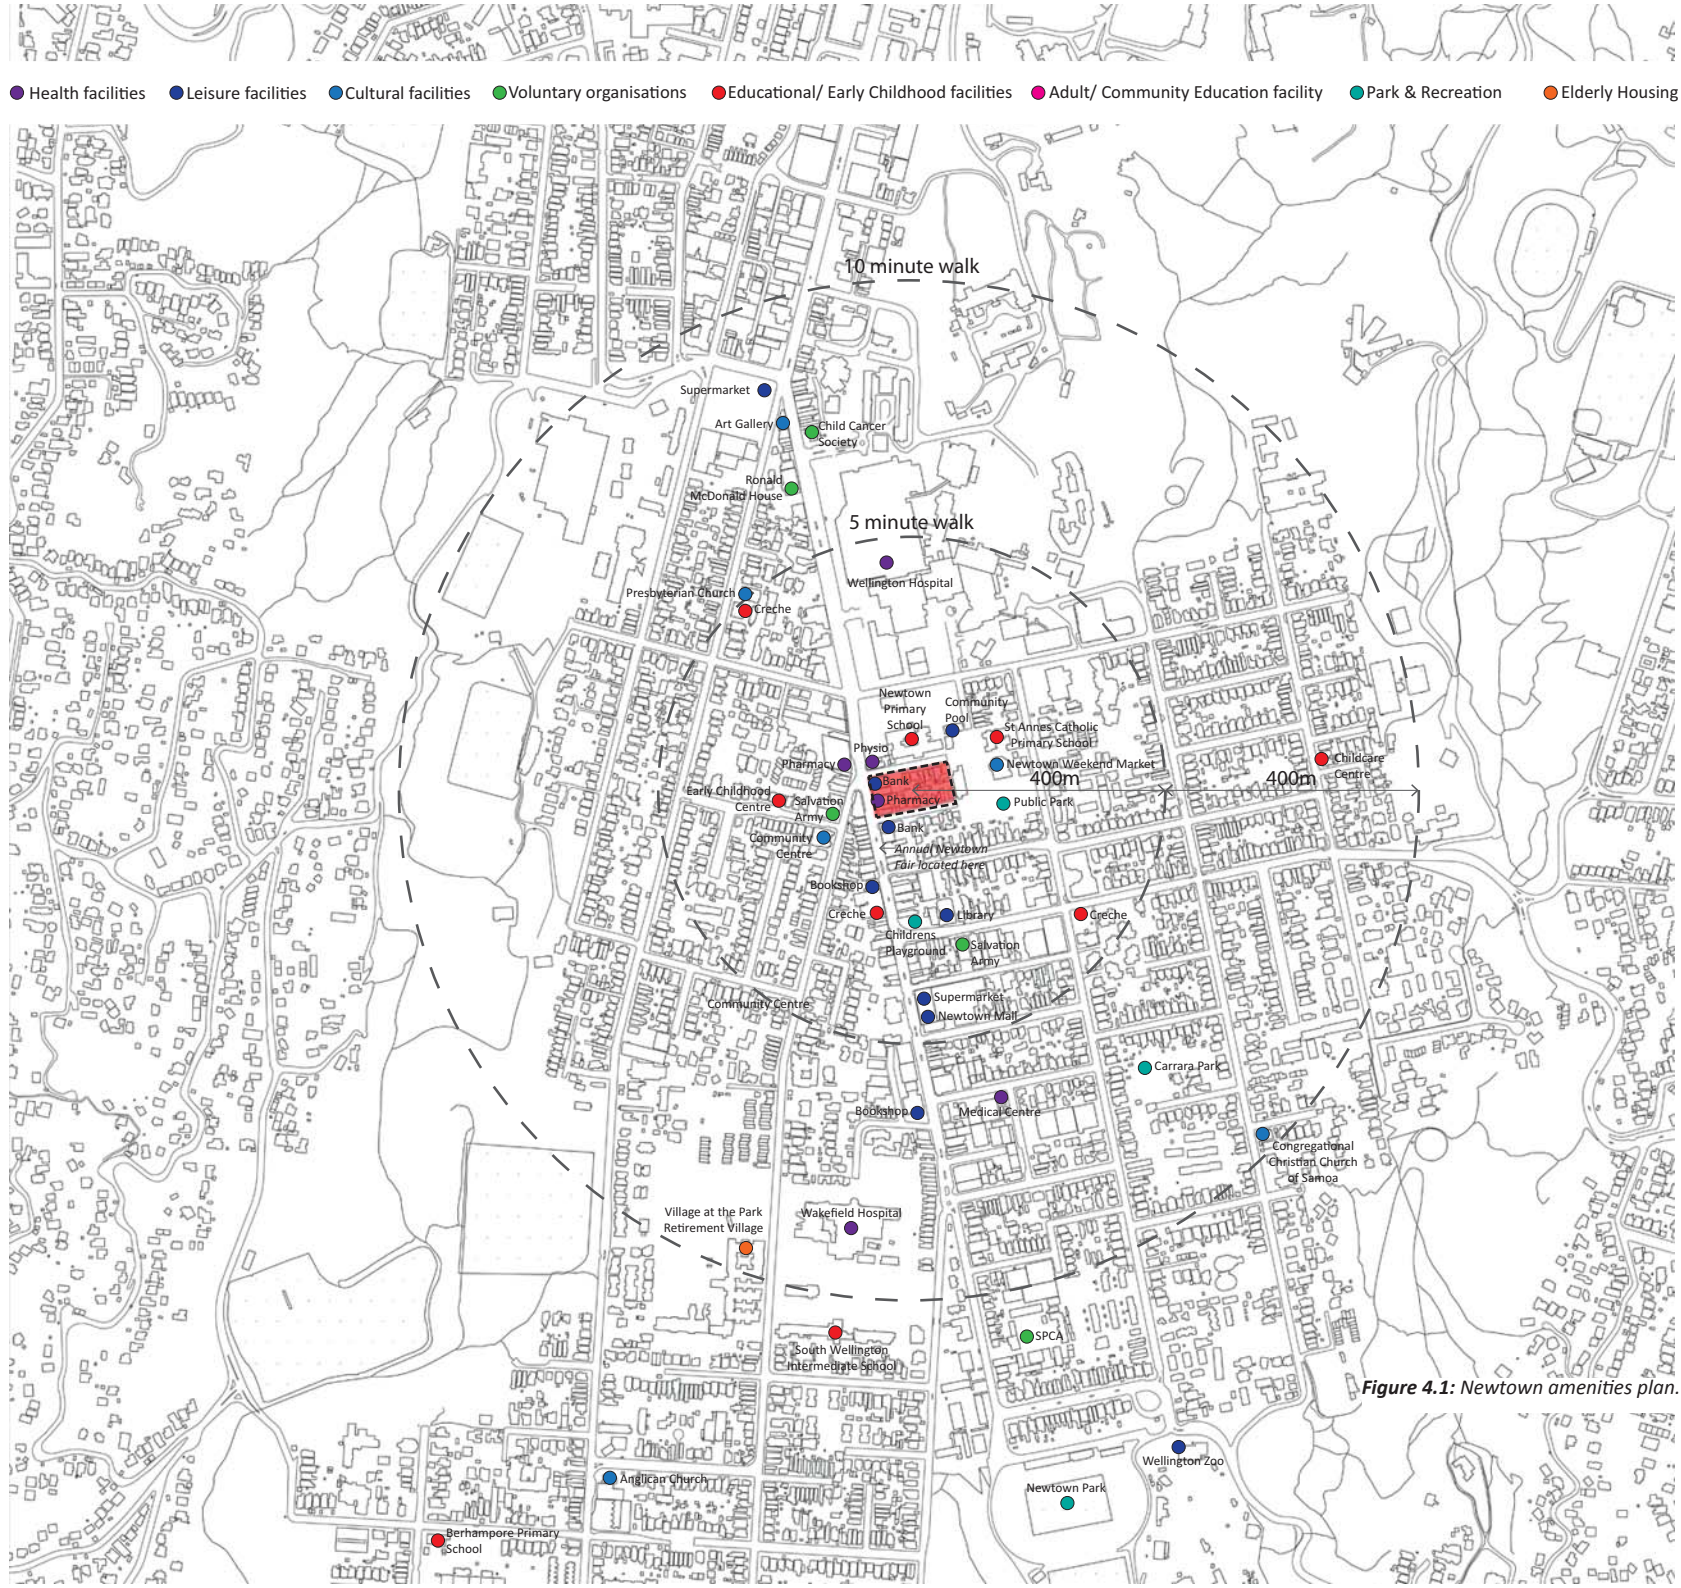 Health facilities
Leisure facilities
Cultural facilities
Voluntary organisations
Educational/ Early Childhood facilities
Adult/ Community Education facility
Park & Recreation
Elderly Housing
10 minute walk
Supermarket
Art Gallery
Child Cancer
Society
Ronald
McDonald House
5 minute walk
Wellington Hospital
Presbyterian Church
Creche
Newtown
Primary
School
Community
Pool
St Annes Catholic
Primary School
Physio
Pharmacy
Newtown Weekend Market
Childcare
Centre
400m
400m
Bank
Pharmacy
Early Childhood
Centre
Salvation
Army
Public Park
Community
Centre
Bank
Annual Newtown
Fair located here
Bookshop
Creche
Childrens
Playground
Library
Creche
Salvation
Army
Community Centre
Supermarket
Newtown Mall
Carrara Park
Bookshop
Medical Centre
Congregational
Christian Church
of Samoa
Village at the Park
Retirement Village
Wakefield Hospital
South Wellington
Intermediate School
SPCA
Figure 4.1: Newtown amenities plan.
Wellington Zoo
Anglican Church
Newtown Park
Berhampore Primary
School